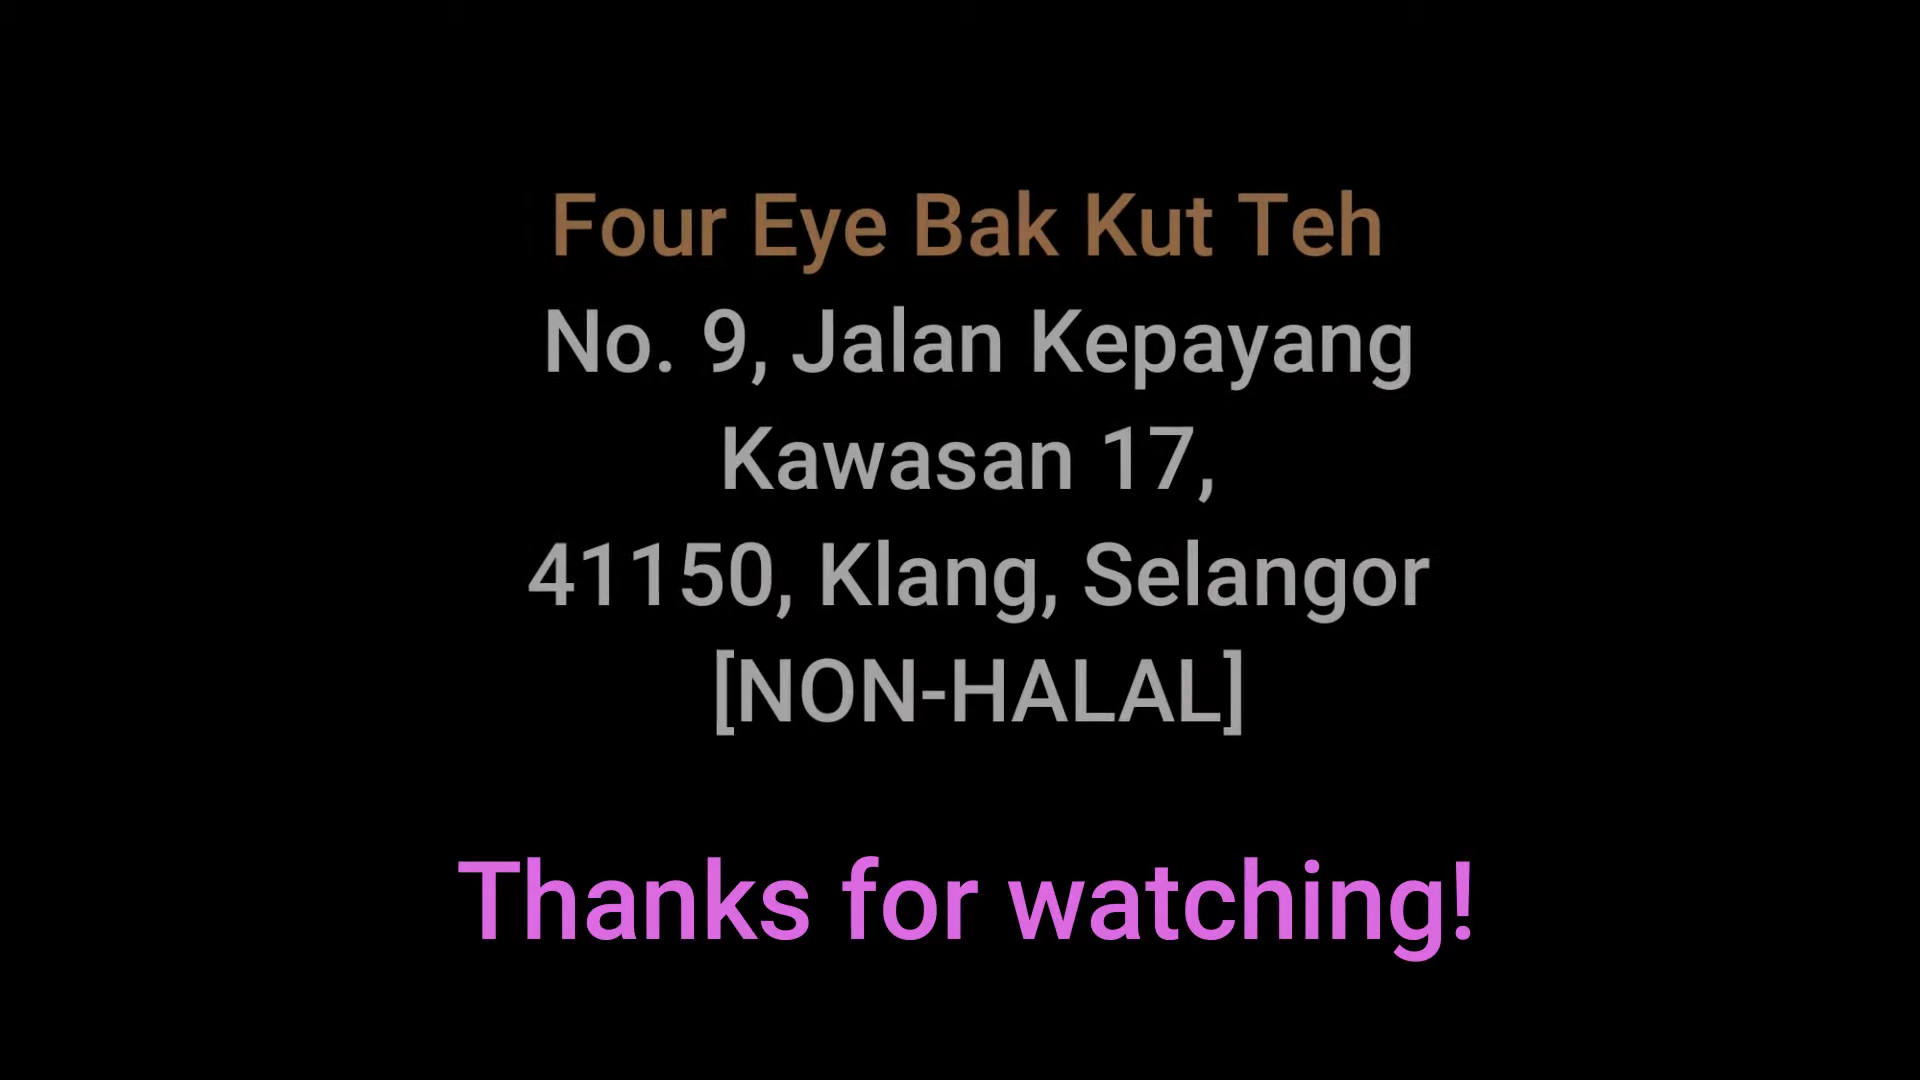 Four Eye Bak Kut Teh
No. 9, Jalan Kepayang
Kawasan 17,
41150, Klang, Selangor
[NON-HALAL]
Thanks for watching!